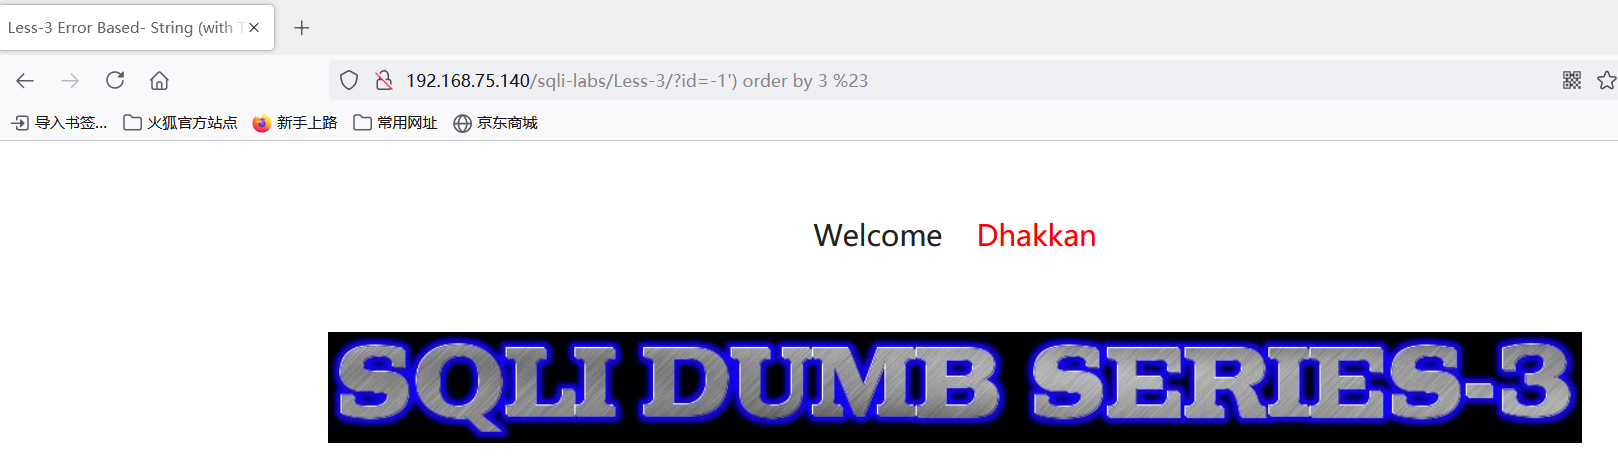 Less-3 Error Based- String (with T
192.168.75.140/sqli-labs/Less-3/?id=-1') order by 3 %23
导入书签... 火狐官方站点 新手上路 常用网址 京东商城
Welcome Dhakkan
SQLI DUMB SERIES-3